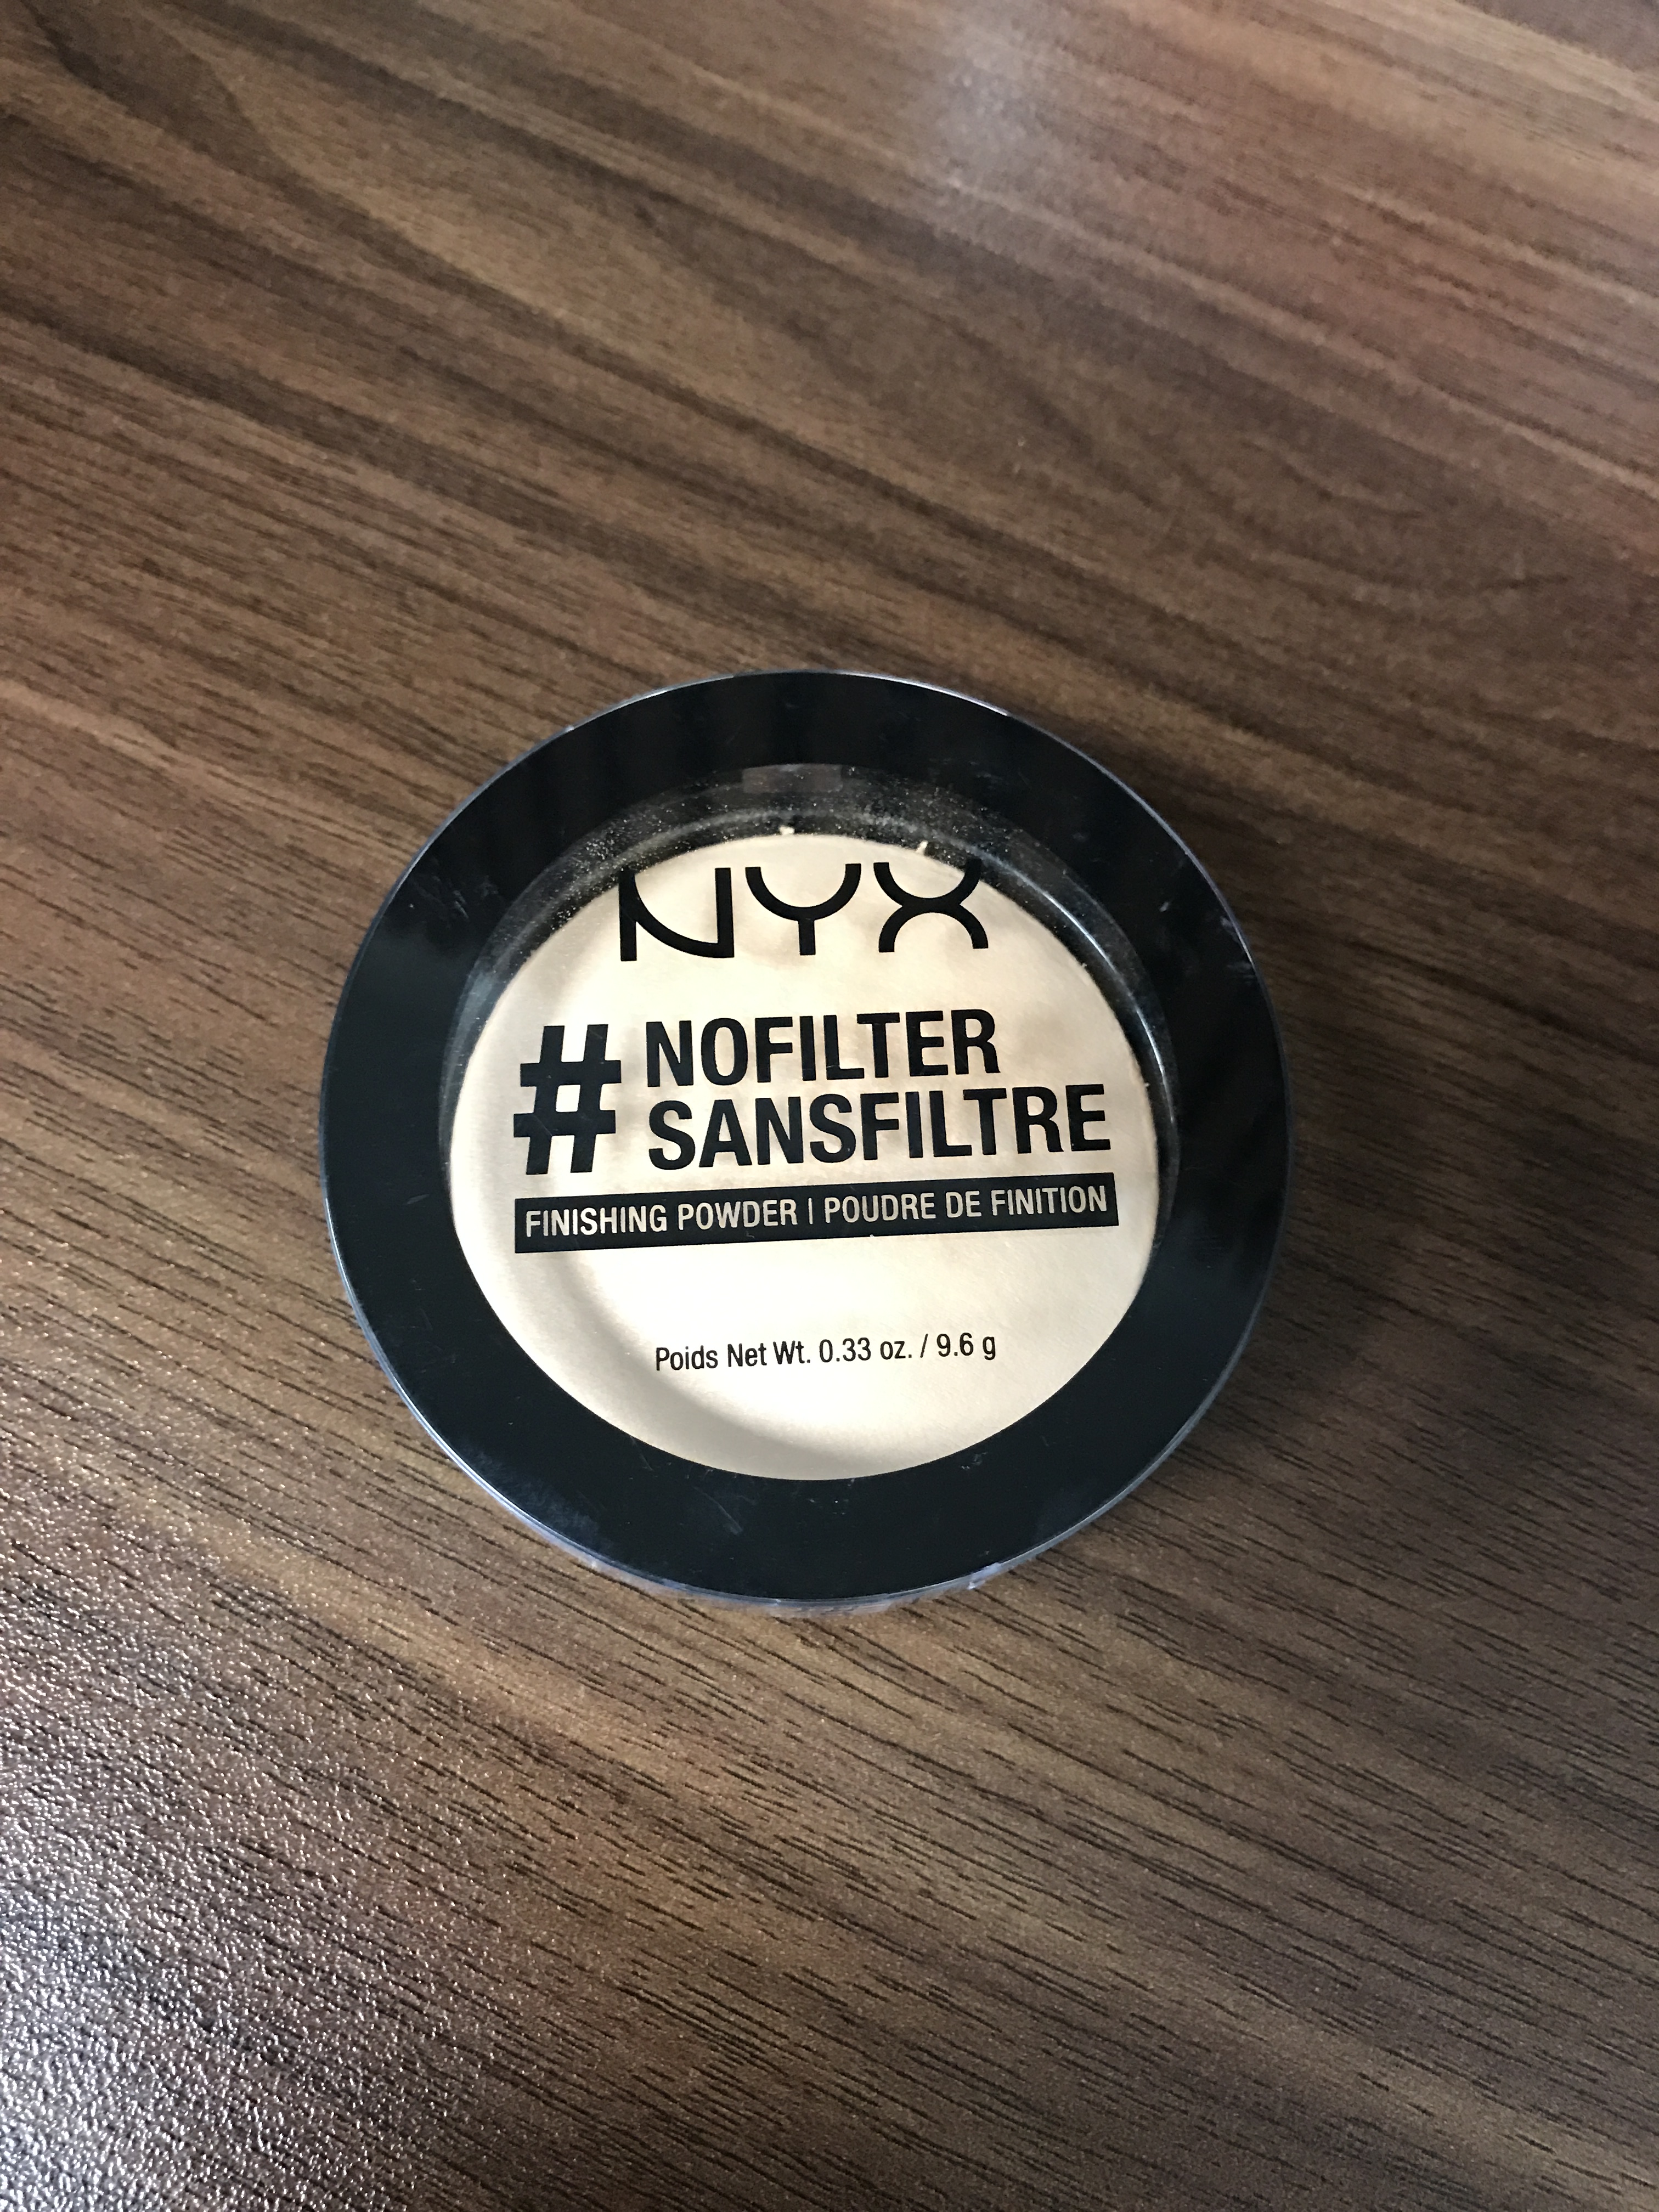 NYX
# NOFILTER
SANSFILTRE
FINISHING POWDER | POUDRE DE FINITION
Poids Net Wt. 0.33 oz. / 9.6 g